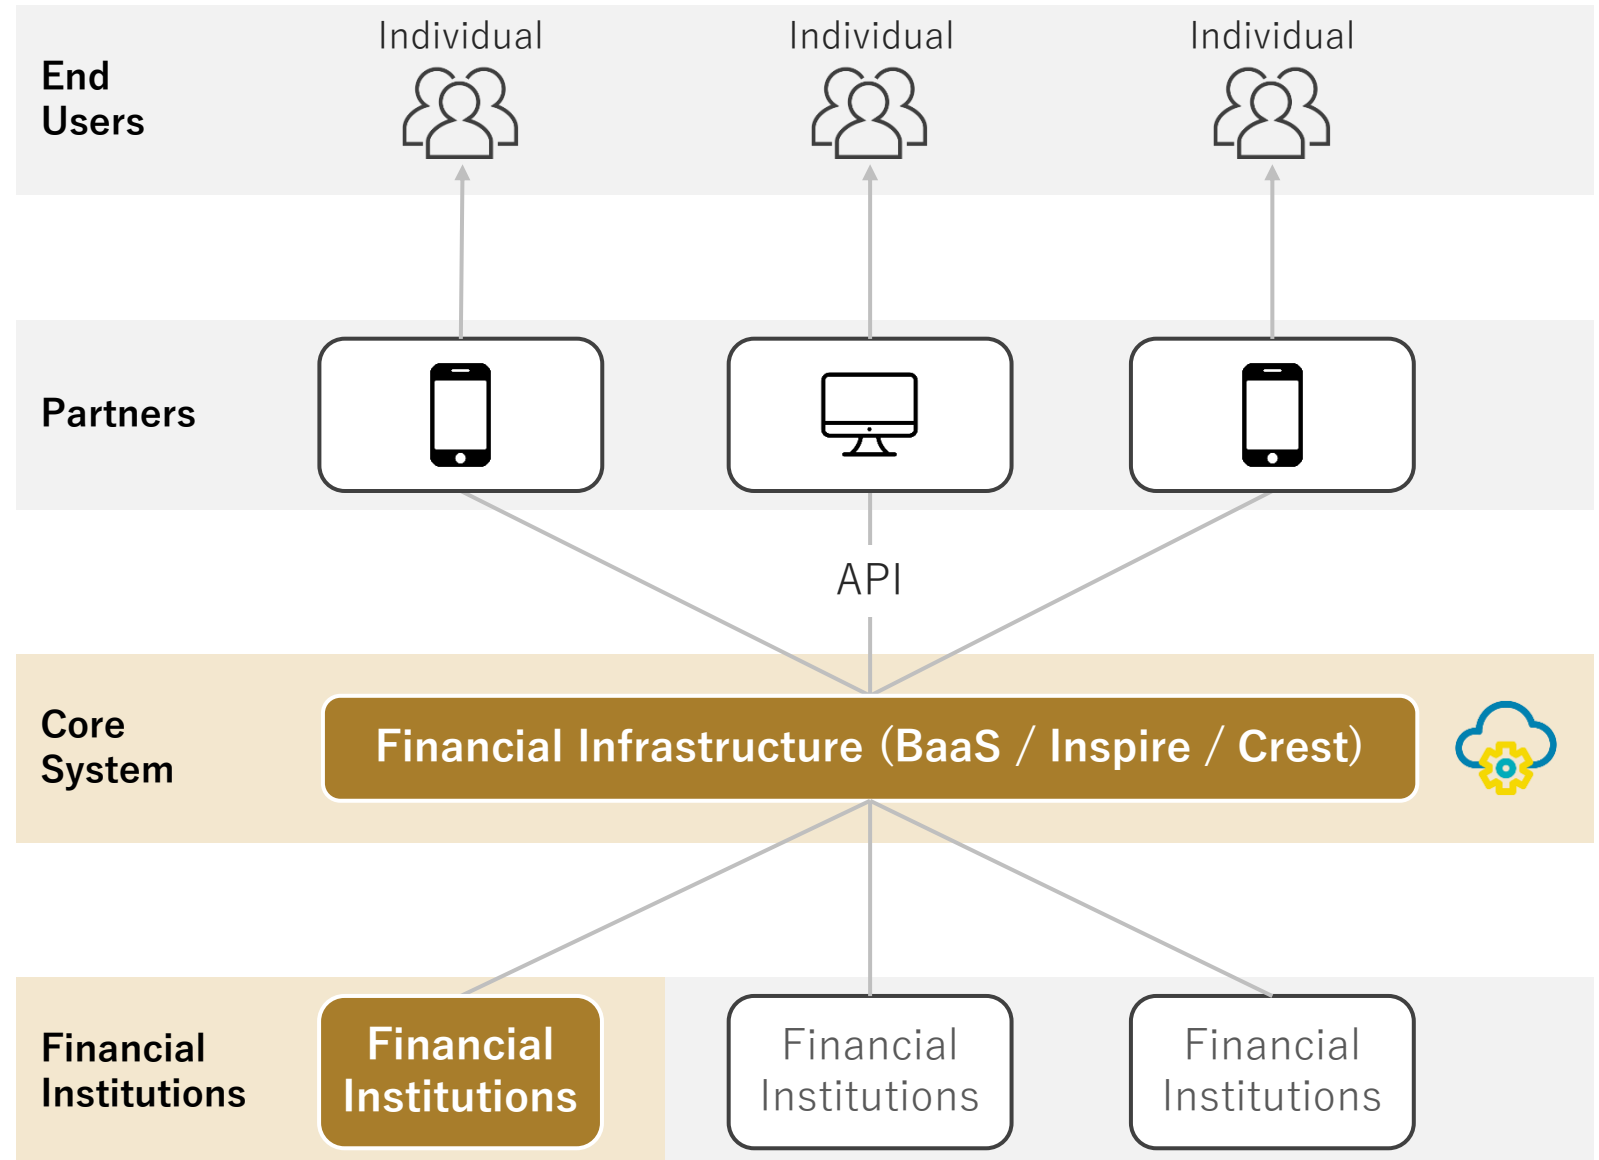 Individual
Individual
Individual
End
Users
Partners
API
Core
System
Financial Infrastructure (BaaS / Inspire / Crest)
Financial
Institutions
Financial
Institutions
Financial
Institutions
Financial
Institutions